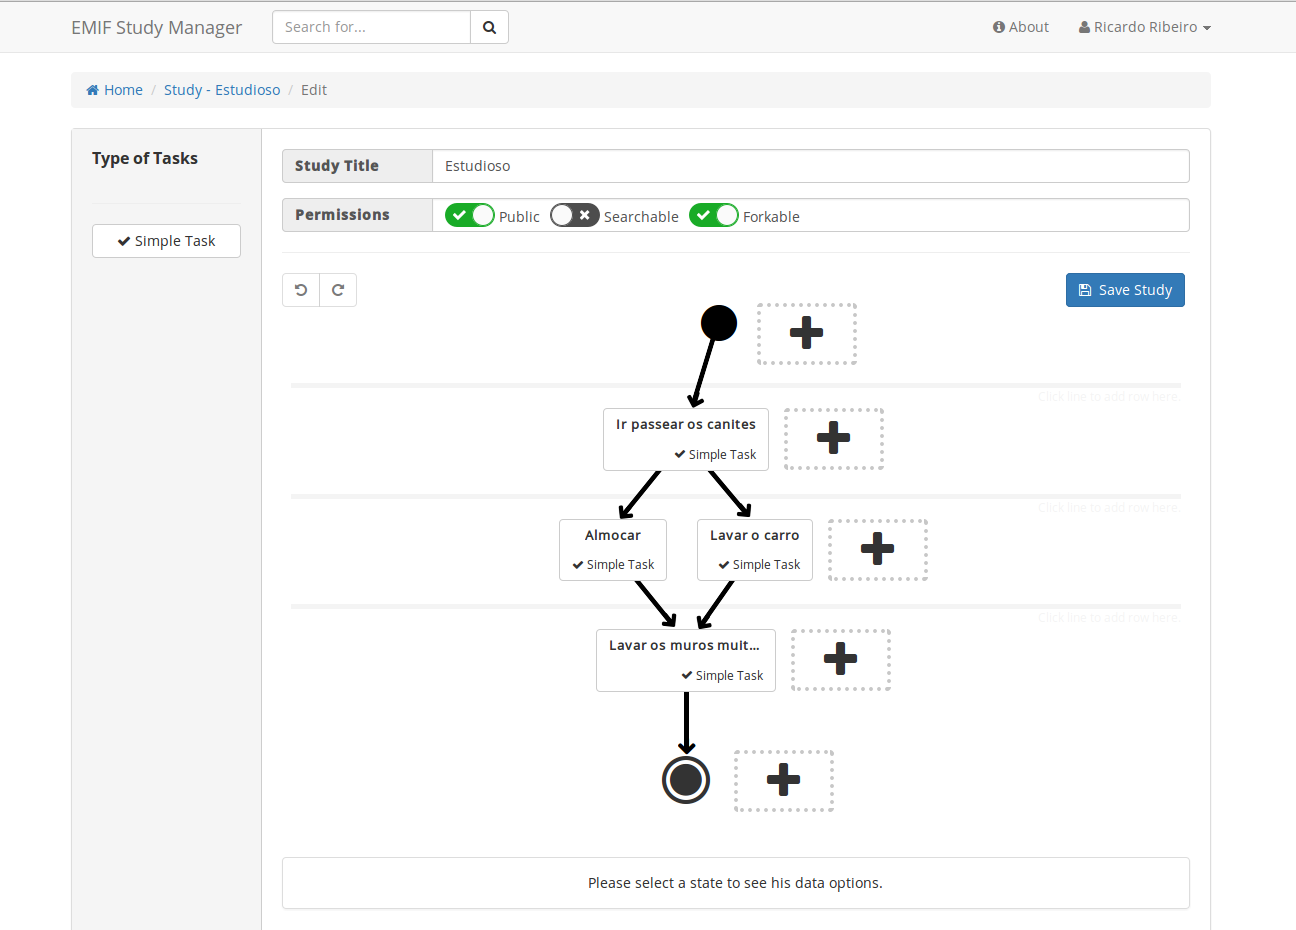 EMIF Study Manager
Search for...
About
Ricardo Ribeiro
Home / Study - Estudioso / Edit
Type of Tasks
Simple Task
Study Title
Estudioso
Permissions
Public
Searchable
Forkable
Save Study
Click line to add row here.
Ir passear os canites
Simple Task
Click line to add row here.
Almocar
Simple Task
Lavar o carro
Simple Task
Click line to add row here.
Lavar os muros muit...
Simple Task
Please select a state to see his data options.